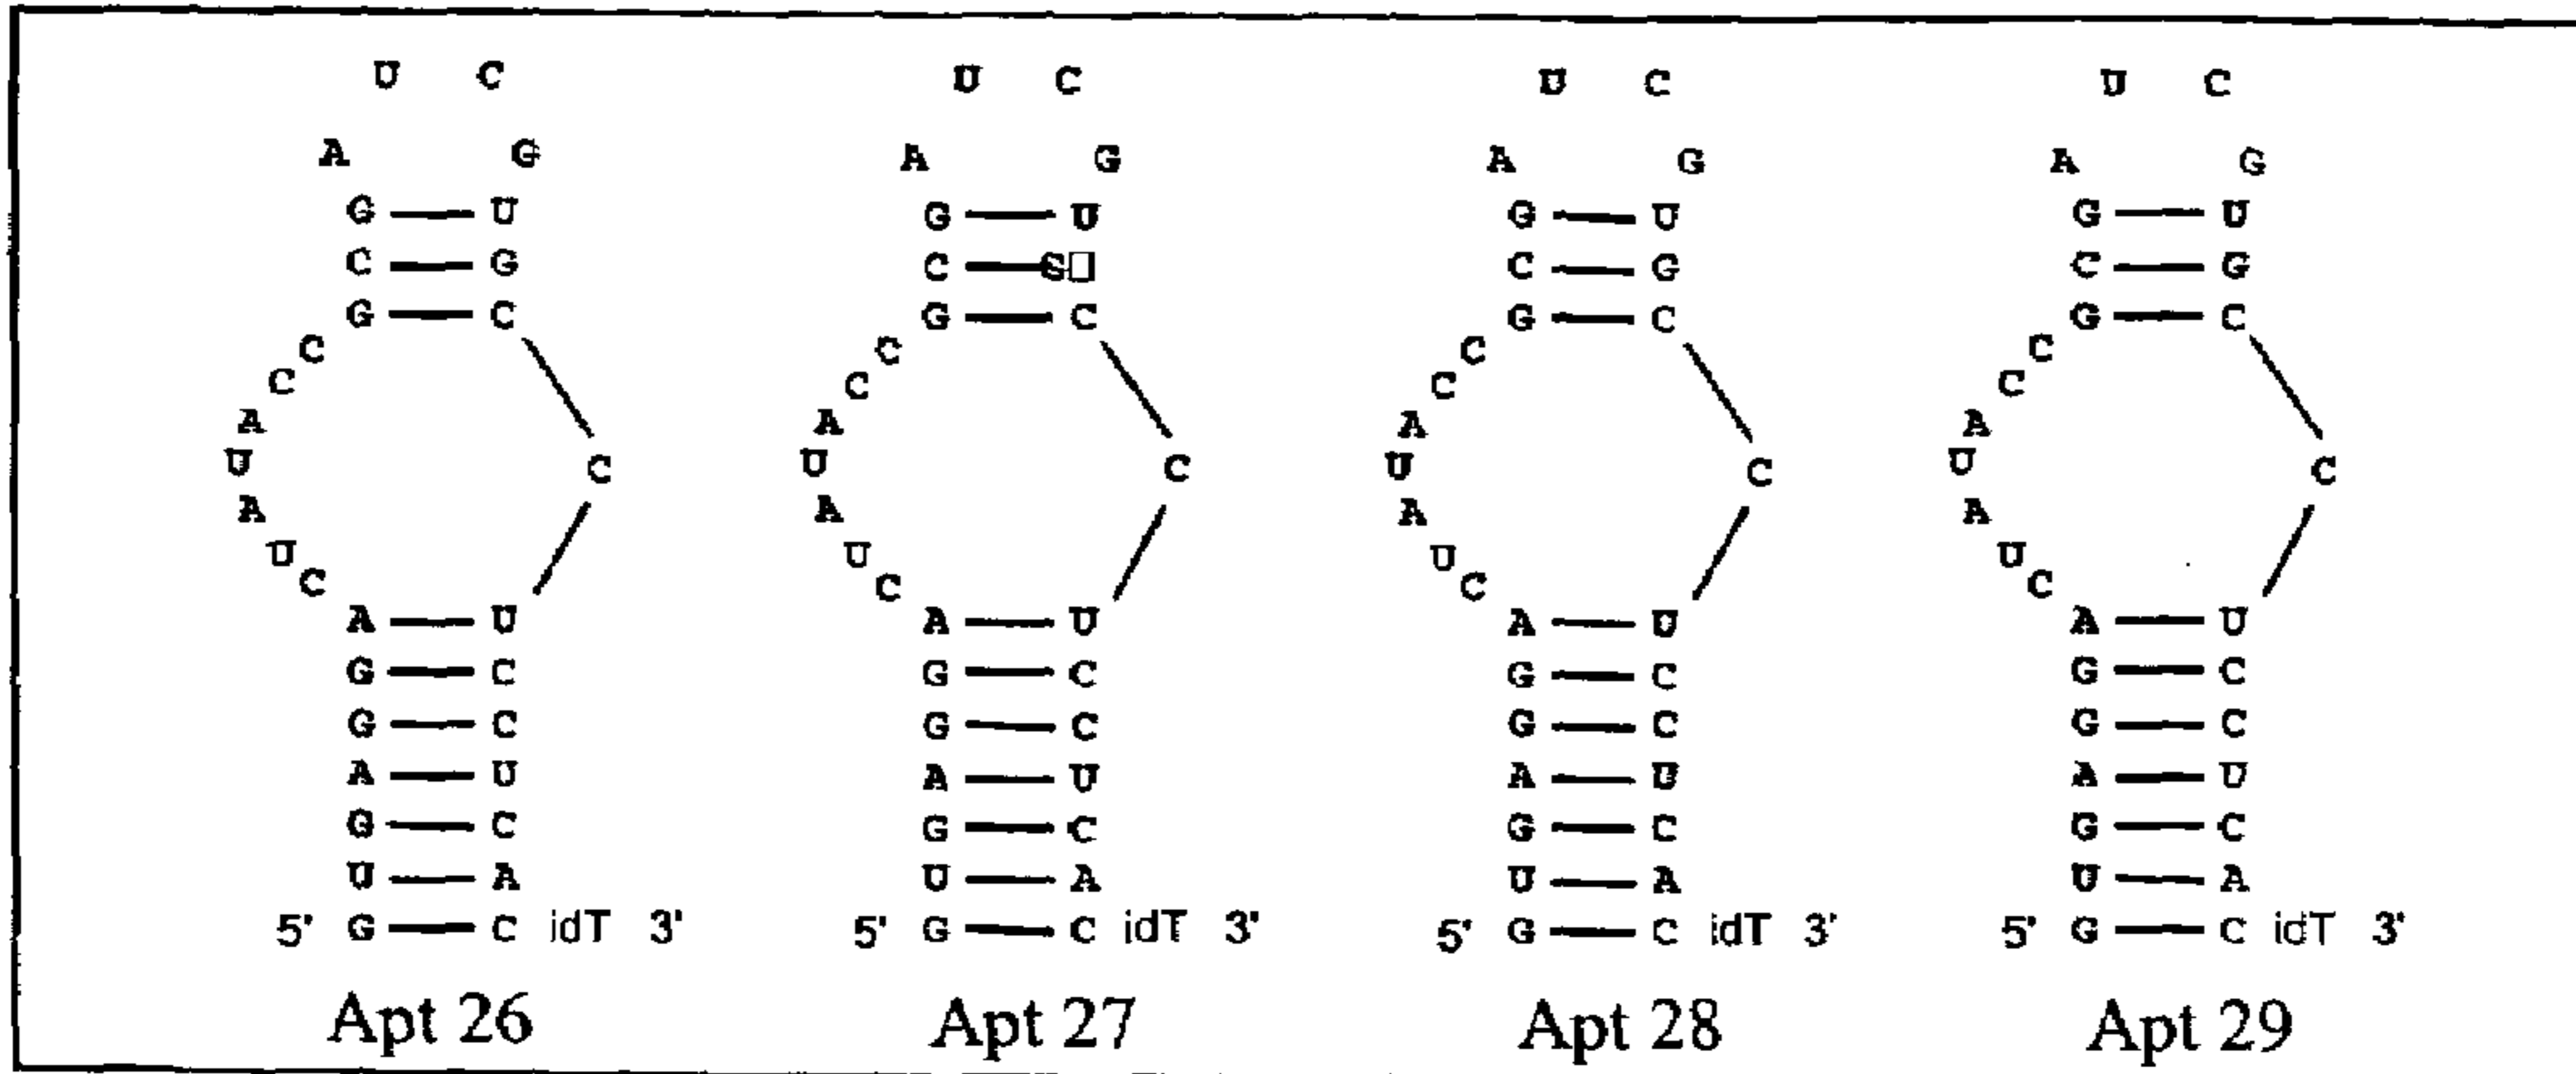 U C U C U C U C
A G A G A G A G
G U G U G U G U
C G C S□ C G C G
G C G C G C G C
C C C C
C C C C
A A A A
U C U C U C U C
A A A A
U U U U
C C C C
A U A U A U A U
G C G C G C G C
G C G C G C G C
A U A U A U A U
G C G C G C G C
U A U A U A U A
5' G C idT 3' 5' G C idT 3' 5' G C idT 3' 5' G C idT 3'
Apt 26 Apt 27 Apt 28 Apt 29